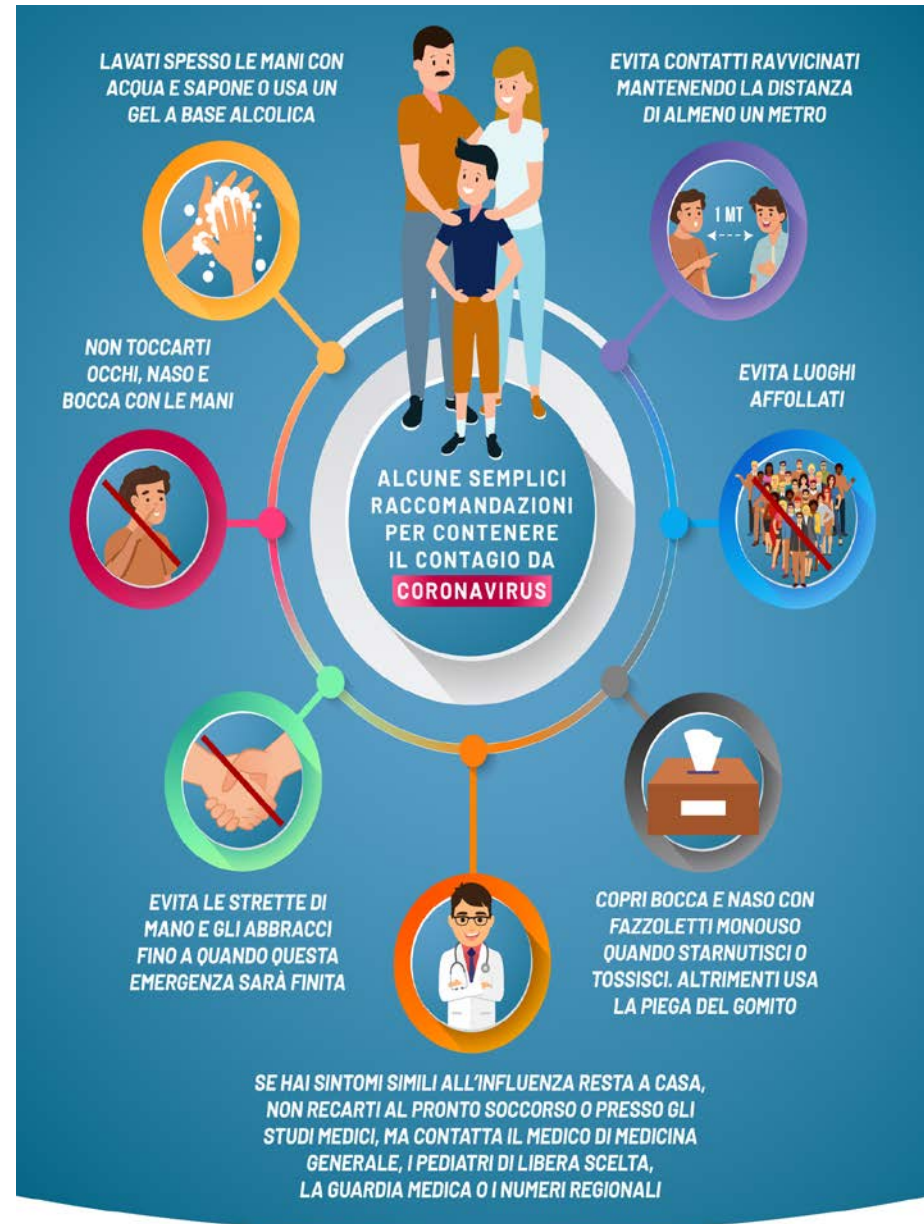 LAVATI SPESSO LE MANI CON
ACQUA E SAPONE O USA UN
GEL A BASE ALCOLICA
EVITA CONTATTI RAVVICINATI
MANTENENDO LA DISTANZA
DI ALMENO UN METRO
1 MT
NON TOCCARTI
OCCHI, NASO E
BOCCA CON LE MANI
EVITA LUOGHI
AFFOLLATI
ALCUNE SEMPLICI
RACCOMANDAZIONI
PER CONTENERE
IL CONTAGIO DA
CORONAVIRUS
EVITA LE STRETTE DI
MANO E GLI ABBRACCI
FINO A QUANDO QUESTA
EMERGENZA SARÀ FINITA
COPRI BOCCA E NASO CON
FAZZOLETTI MONOUSO
QUANDO STARNUTISCI O
TOSSISCI. ALTRIMENTI USA
LA PIEGA DEL GOMITO
SE HAI SINTOMI SIMILI ALL'INFLUENZA RESTA A CASA,
NON RECARTI AL PRONTO SOCCORSO O PRESSO GLI
STUDI MEDICI, MA CONTATTA IL MEDICO DI MEDICINA
GENERALE, I PEDIATRI DI LIBERA SCELTA,
LA GUARDIA MEDICA O I NUMERI REGIONALI